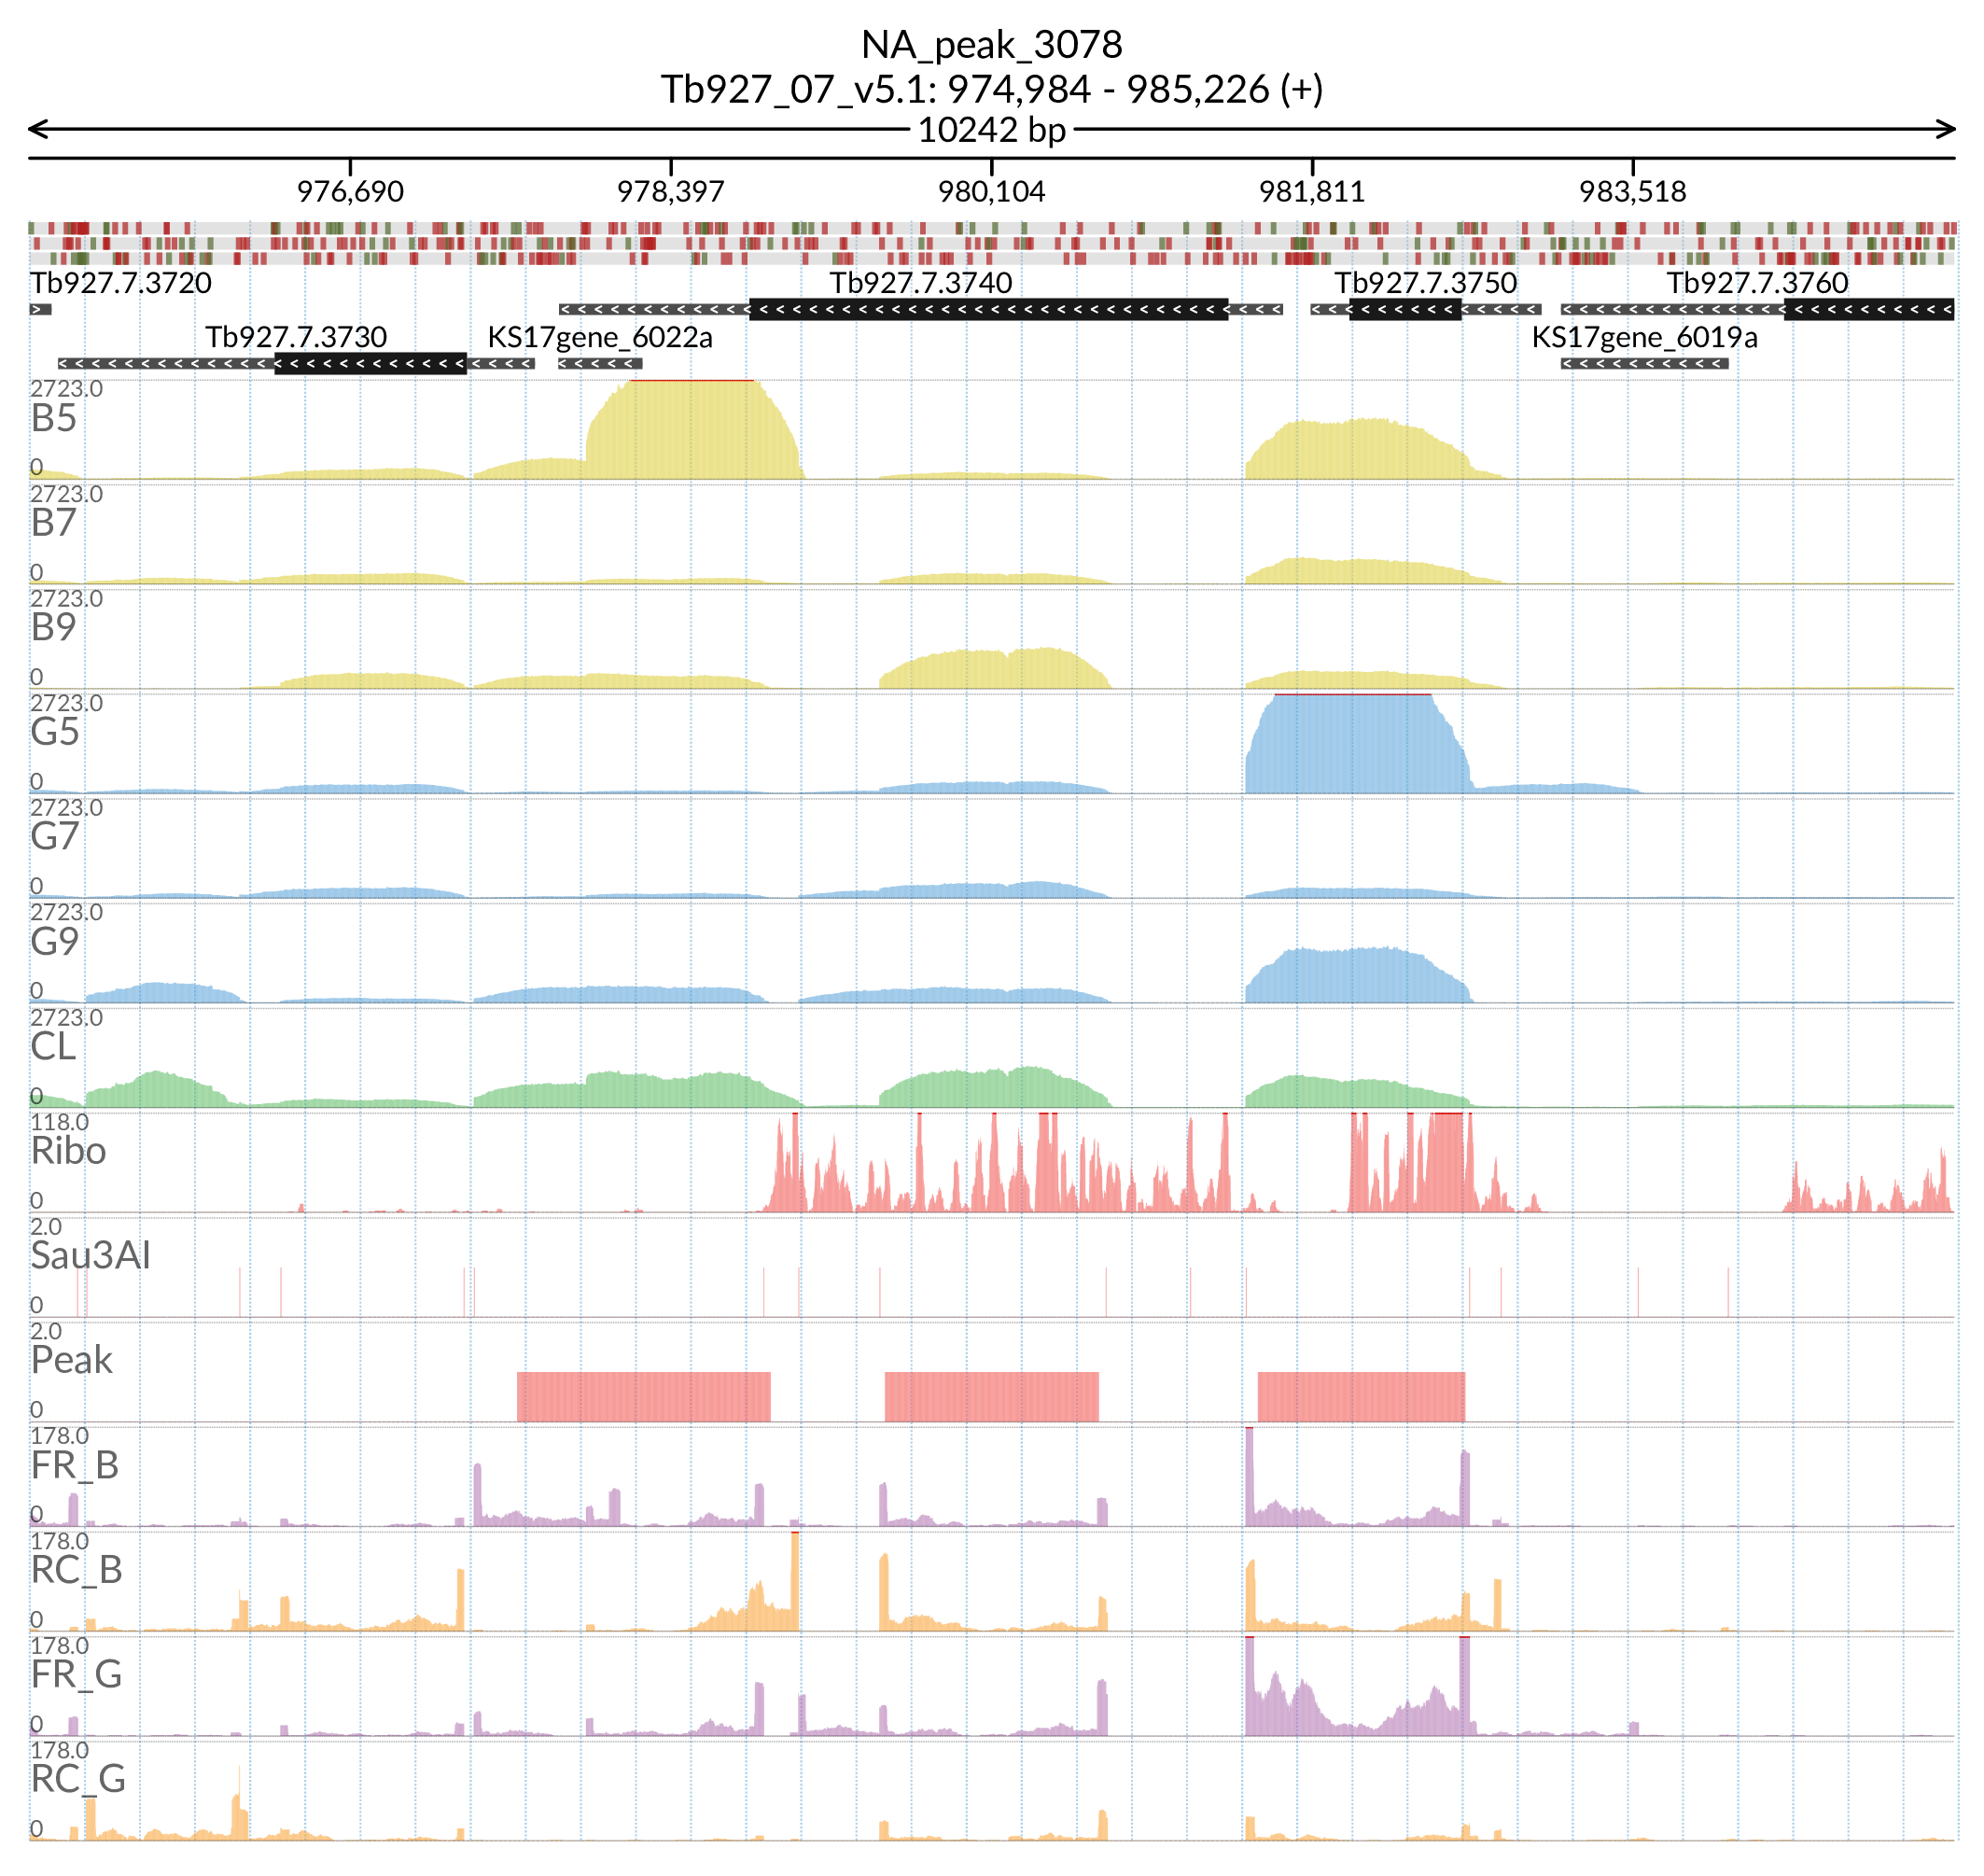 NA_peak_3078
Tb927_07_v5.1: 974,984 - 985,226 (+)
10242 bp
976,690 978,397 980,104 981,811 983,518
Tb927.7.3720 Tb927.7.3740 Tb927.7.3750 Tb927.7.3760
Tb927.7.3730 KS17gene_6022a KS17gene_6019a
2723.0
B5
0
2723.0
B7
0
2723.0
B9
0
2723.0
G5
0
2723.0
G7
0
2723.0
G9
0
2723.0
CL
0
118.0
Ribo
0
2.0
Sau3AI
0
2.0
Peak
0
178.0
FR_B
0
178.0
RC_B
0
178.0
FR_G
0
178.0
RC_G
0